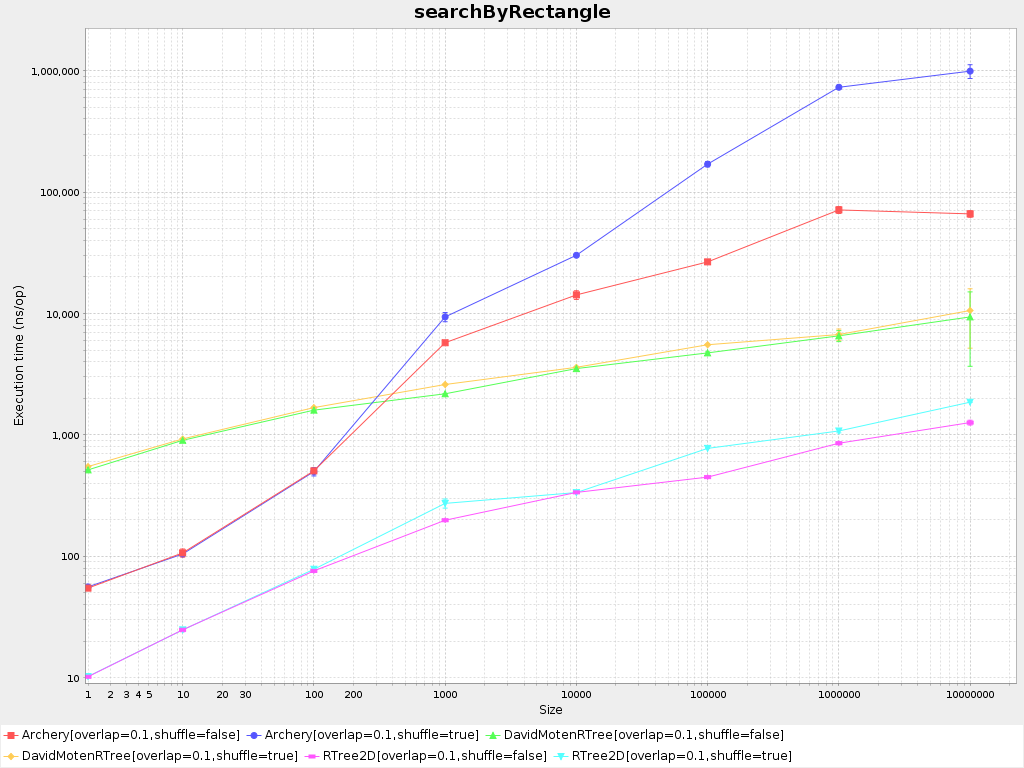 searchByRectangle
1,000,000
100,000
10,000
1,000
100
10
Execution time (ns/op)
1 2 3 4 5 10 20 30 100 200 1000 10000 100000 1000000 10000000
Size
Archery[overlap=0.1,shuffle=false] Archery[overlap=0.1,shuffle=true] DavidMotenRTree[overlap=0.1,shuffle=false]
DavidMotenRTree[overlap=0.1,shuffle=true] RTree2D[overlap=0.1,shuffle=false] RTree2D[overlap=0.1,shuffle=true]